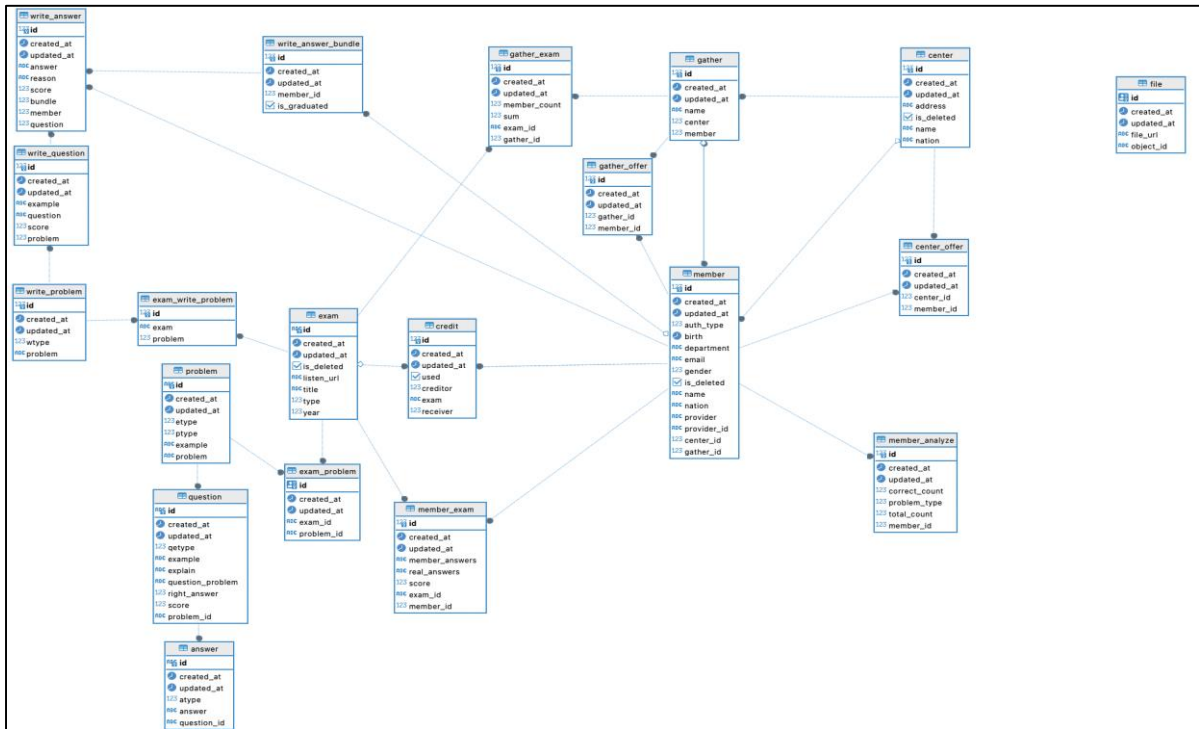 write_answer
id
created_at
updated_at
answer
reason
score
bundle
member
question
write_answer_bundle
id
created_at
updated_at
member_id
is_graduated
gather_exam
id
created_at
updated_at
member_count
sum
exam_id
gather_id
gather
id
created_at
updated_at
name
center
member
center
id
created_at
updated_at
address
is_deleted
name
nation
file
id
created_at
updated_at
file_url
object_id
write_question
id
created_at
updated_at
example
question
score
problem
gather_offer
id
created_at
updated_at
gather_id
member_id
center_offer
id
created_at
updated_at
center_id
member_id
member
id
created_at
updated_at
auth_type
birth
department
email
gender
is_deleted
name
nation
provider
provider_id
center_id
gather_id
write_problem
id
created_at
updated_at
wtype
problem
exam_write_problem
id
exam
problem
exam
id
created_at
updated_at
is_deleted
listen_url
title
type
year
credit
id
created_at
updated_at
used
creditor
exam
receiver
problem
id
created_at
updated_at
etype
ptype
example
problem
member_analyze
id
created_at
updated_at
correct_count
problem_type
total_count
member_id
exam_problem
id
created_at
updated_at
exam_id
problem_id
question
id
created_at
updated_at
qetype
example
explain
question_problem
right_answer
score
problem_id
member_exam
id
created_at
updated_at
member_answers
real_answers
score
exam_id
member_id
answer
id
created_at
updated_at
atype
answer
question_id